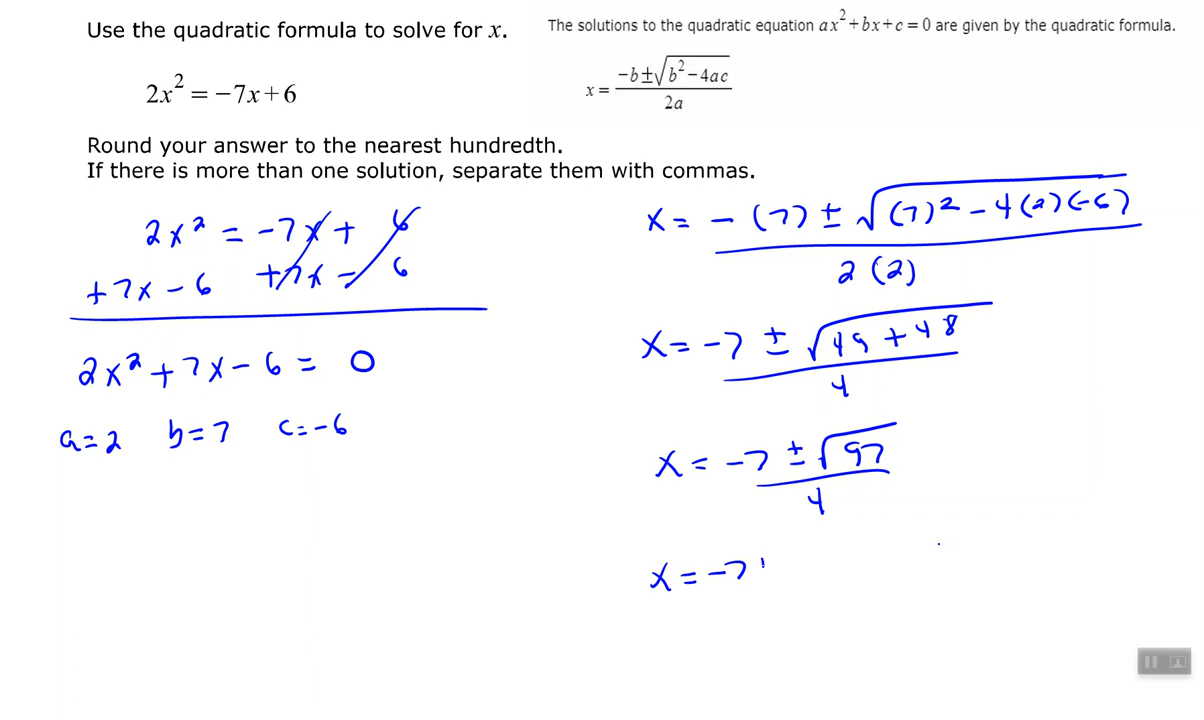 Use the quadratic formula to solve for x.
2x² = −7x+6
Round your answer to the nearest hundredth.
If there is more than one solution, separate them with commas.
The solutions to the quadratic equation ax²+bx+c=0 are given by the quadratic formula.
x = (−b±√(b²−4ac))/(2a)
2x² = −7x + 6
+7x − 6 +7x − 6
2x² + 7x − 6 = 0
a=2 b=7 c=−6
x = (−(7) ± √((7)² − 4(2)(−6)))/(2(2))
x = (−7 ± √(49 + 48))/4
x = (−7 ± √97)/4
x = −7